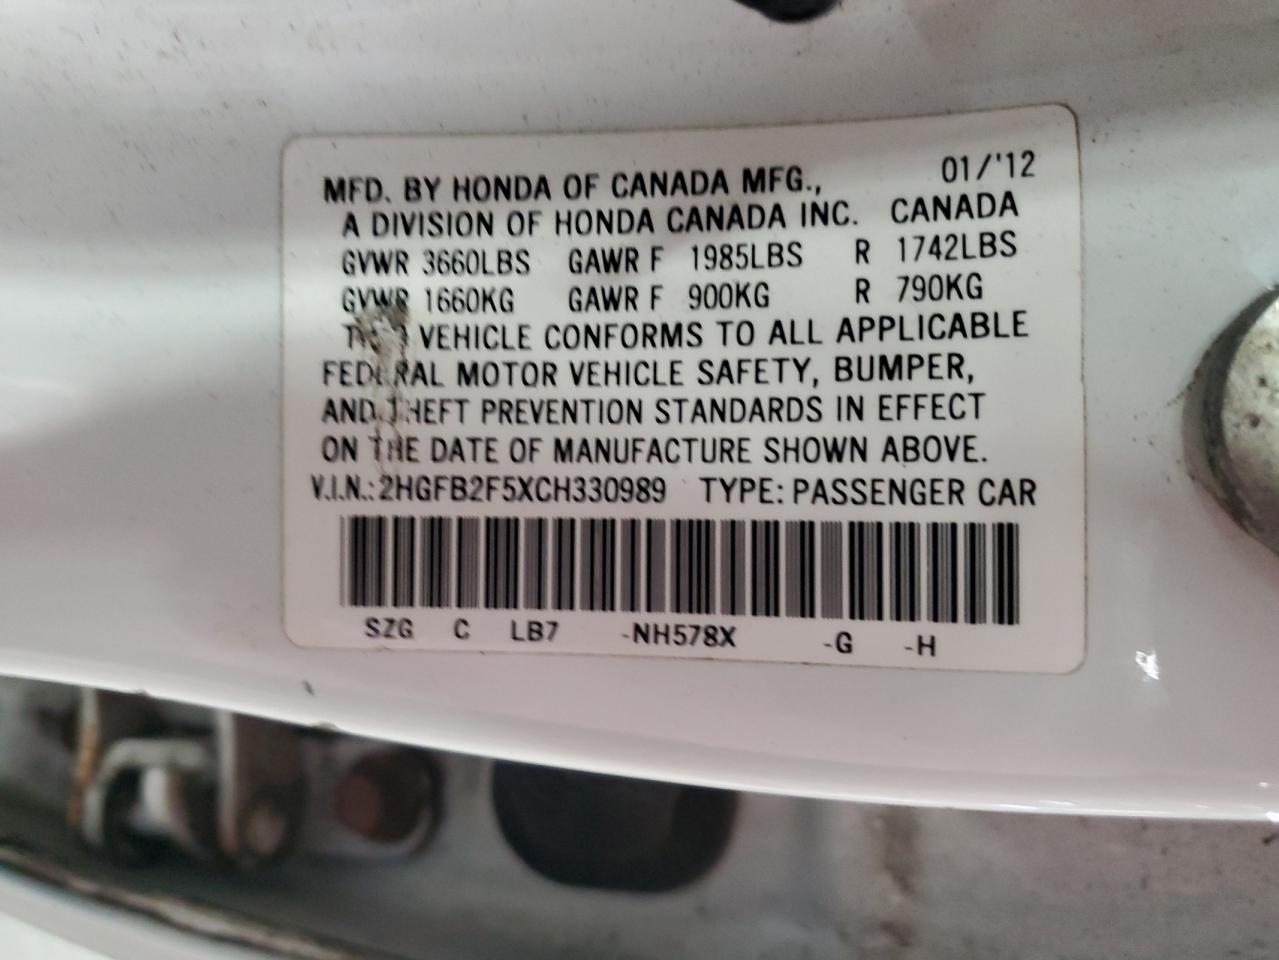 MFD. BY HONDA OF CANADA MFG., 01/'12
A DIVISION OF HONDA CANADA INC. CANADA
GVWR 3660LBS GAWR F 1985LBS R 1742LBS
GVWR 1660KG GAWR F 900KG R 790KG
THIS VEHICLE CONFORMS TO ALL APPLICABLE
FEDERAL MOTOR VEHICLE SAFETY, BUMPER,
AND THEFT PREVENTION STANDARDS IN EFFECT
ON THE DATE OF MANUFACTURE SHOWN ABOVE.
V.I.N.: 2HGFB2F5XCH330989 TYPE: PASSENGER CAR
SZG C LB7 -NH578X -G -H